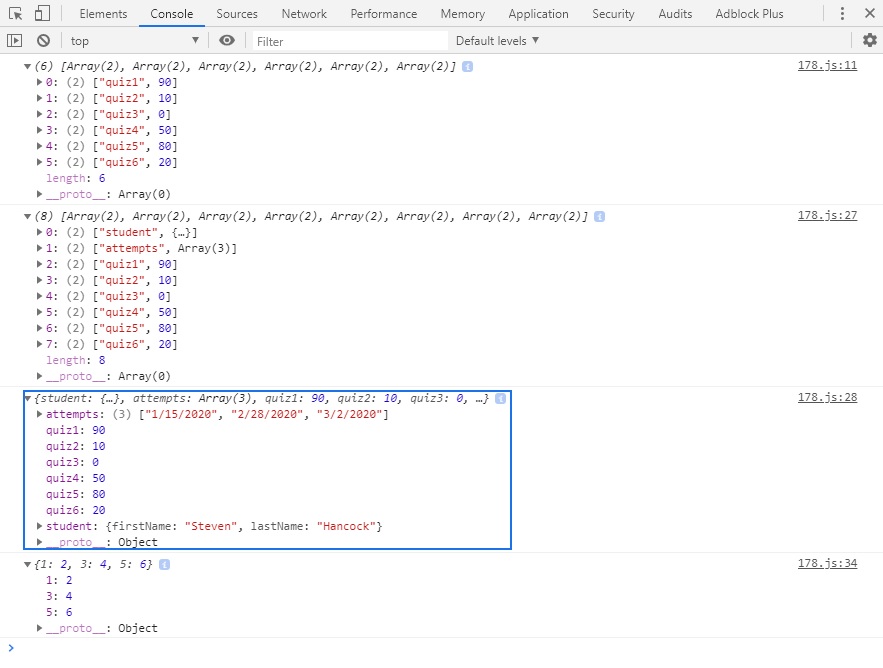 Elements Console Sources Network Performance Memory Application Security Audits Adblock Plus
top Filter Default levels
(6) [Array(2), Array(2), Array(2), Array(2), Array(2), Array(2)] i 178.js:11
0: (2) ["quiz1", 90]
1: (2) ["quiz2", 10]
2: (2) ["quiz3", 0]
3: (2) ["quiz4", 50]
4: (2) ["quiz5", 80]
5: (2) ["quiz6", 20]
length: 6
__proto__: Array(0)
(8) [Array(2), Array(2), Array(2), Array(2), Array(2), Array(2), Array(2), Array(2)] i 178.js:27
0: (2) ["student", {…}]
1: (2) ["attempts", Array(3)]
2: (2) ["quiz1", 90]
3: (2) ["quiz2", 10]
4: (2) ["quiz3", 0]
5: (2) ["quiz4", 50]
6: (2) ["quiz5", 80]
7: (2) ["quiz6", 20]
length: 8
__proto__: Array(0)
{student: {…}, attempts: Array(3), quiz1: 90, quiz2: 10, quiz3: 0, …} i 178.js:28
attempts: (3) ["1/15/2020", "2/28/2020", "3/2/2020"]
quiz1: 90
quiz2: 10
quiz3: 0
quiz4: 50
quiz5: 80
quiz6: 20
student: {firstName: "Steven", lastName: "Hancock"}
__proto__: Object
{1: 2, 3: 4, 5: 6} i 178.js:34
1: 2
3: 4
5: 6
__proto__: Object